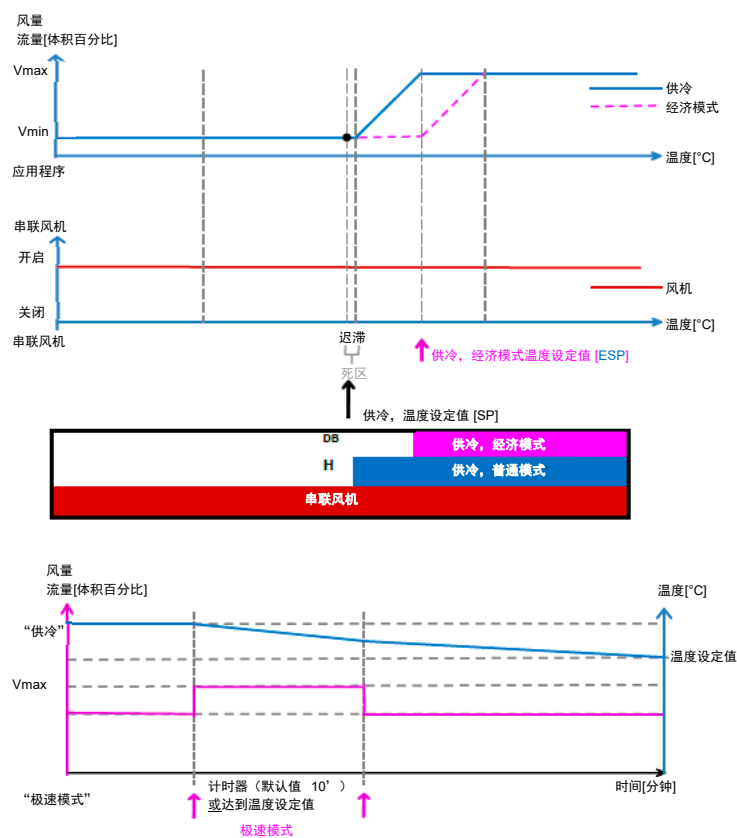 风量
流量[体积百分比]
Vmax
供冷
经济模式
Vmin
温度[°C]
应用程序
串联风机
开启
风机
关闭
温度[°C]
串联风机
迟滞
供冷，经济模式温度设定值 [ESP]
死区
供冷，温度设定值 [SP]
DB
供冷，经济模式
H
供冷，普通模式
串联风机
风量
流量[体积百分比]
温度[°C]
“供冷”
温度设定值
Vmax
计时器（默认值 10’）
时间[分钟]
“极速模式”
或达到温度设定值
极速模式